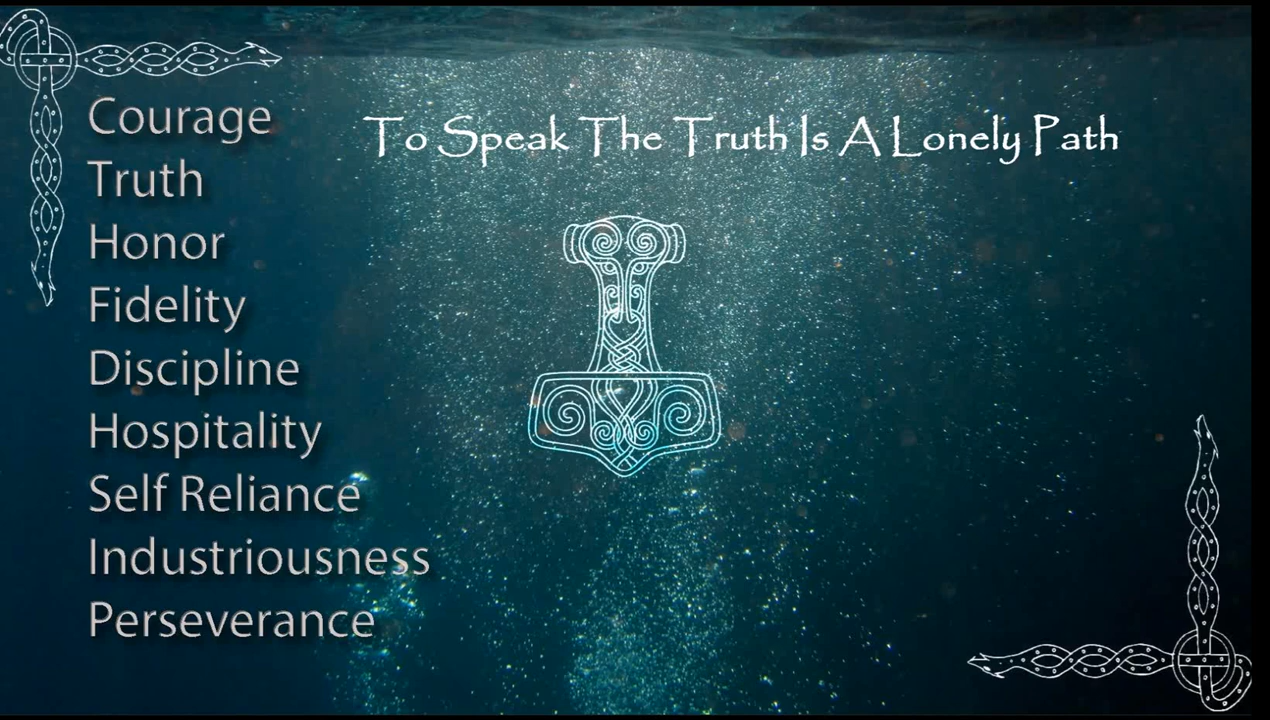 Courage
To Speak The Truth Is A Lonely Path
Truth
Honor
Fidelity
Discipline
Hospitality
Self Reliance
Industriousness
Perseverance